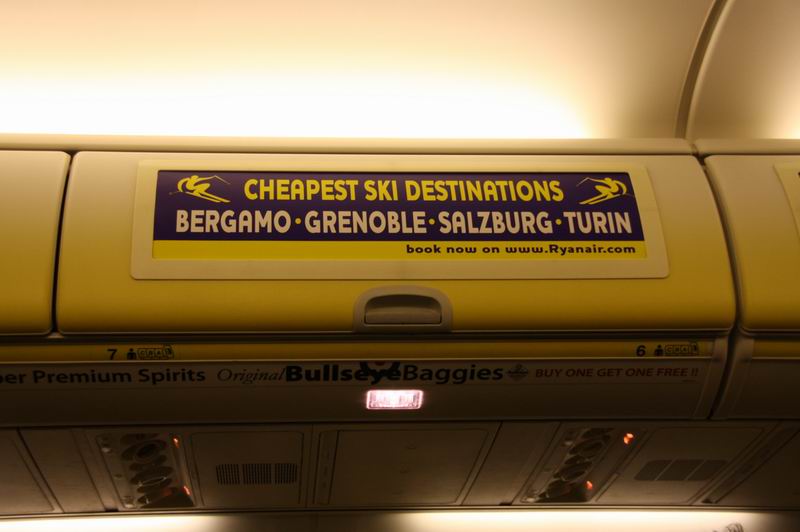 CHEAPEST SKI DESTINATIONS
BERGAMO · GRENOBLE · SALZBURG · TURIN
book now on www.Ryanair.com
7
6
Premium Spirits Original Bullseye Baggies BUY ONE GET ONE FREE !!